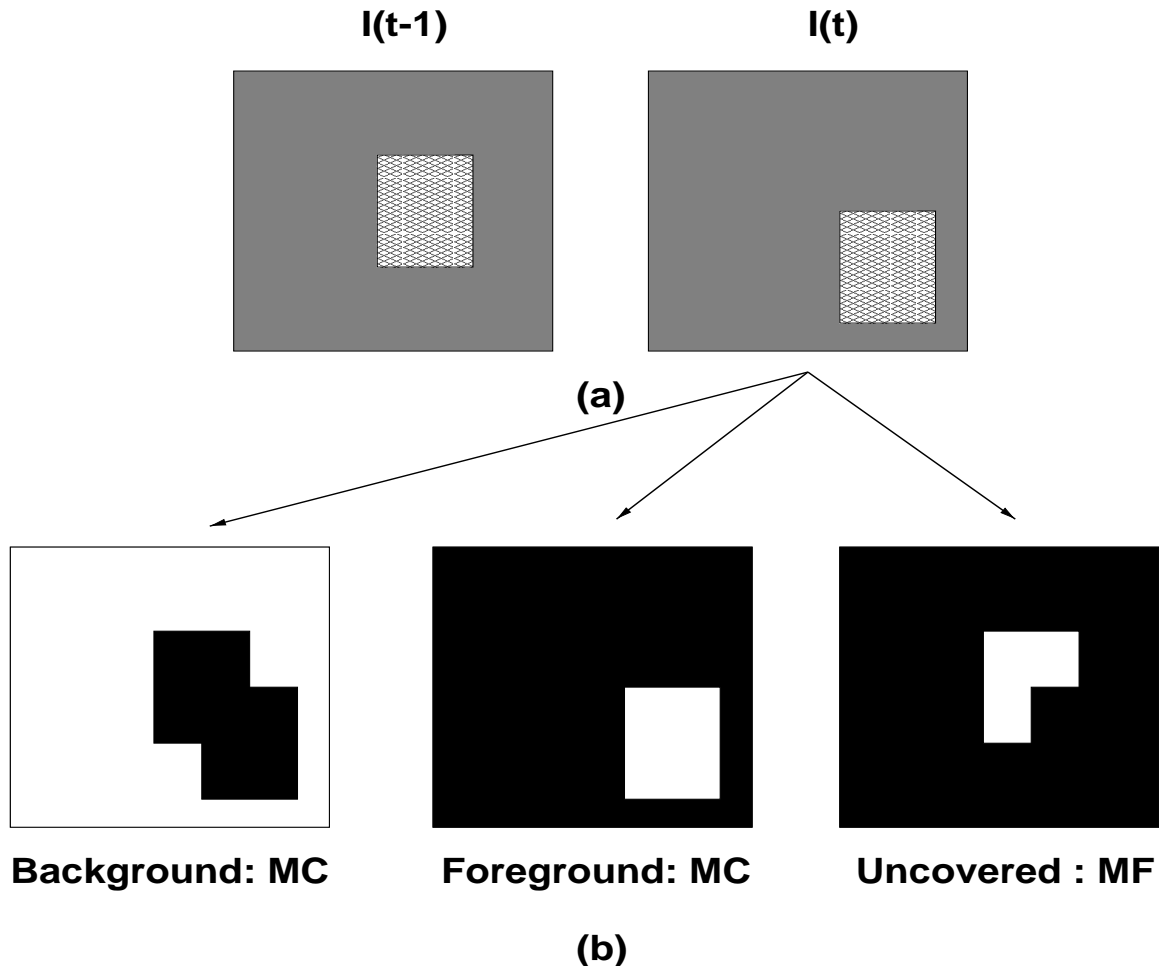 I(t-1)
I(t)
(a)
Background: MC
Foreground: MC
Uncovered : MF
(b)